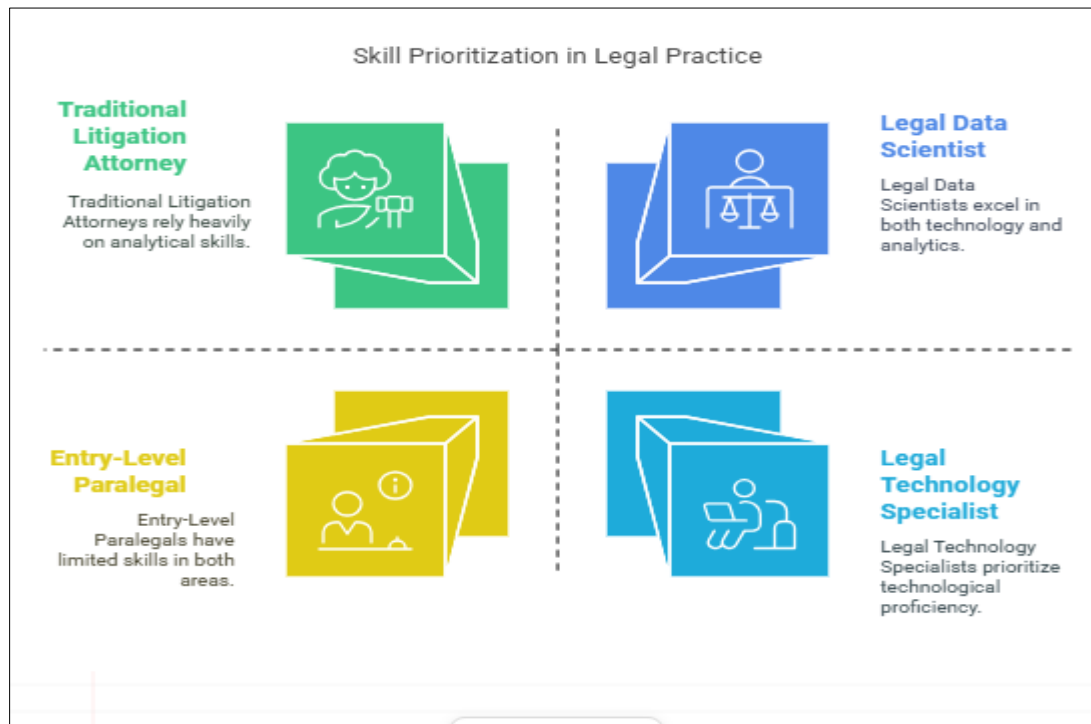 Skill Prioritization in Legal Practice
Traditional
Litigation
Attorney
Traditional Litigation
Attorneys rely heavily
on analytical skills.
Legal Data
Scientist
Legal Data
Scientists excel in
both technology and
analytics.
Entry-Level
Paralegal
Entry-Level
Paralegals have
limited skills in both
areas.
Legal
Technology
Specialist
Legal Technology
Specialists prioritize
technological
proficiency.